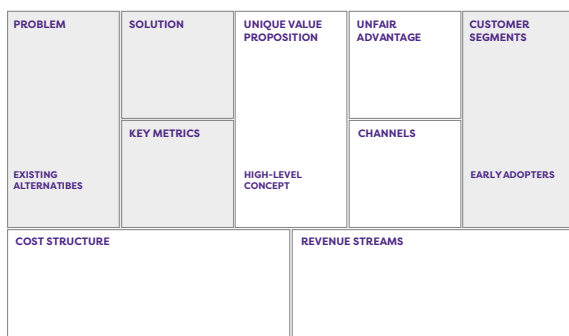 PROBLEM
EXISTING
ALTERNATIBES
SOLUTION
KEY METRICS
UNIQUE VALUE
PROPOSITION
HIGH-LEVEL
CONCEPT
UNFAIR
ADVANTAGE
CHANNELS
CUSTOMER
SEGMENTS
EARLY ADOPTERS
COST STRUCTURE
REVENUE STREAMS